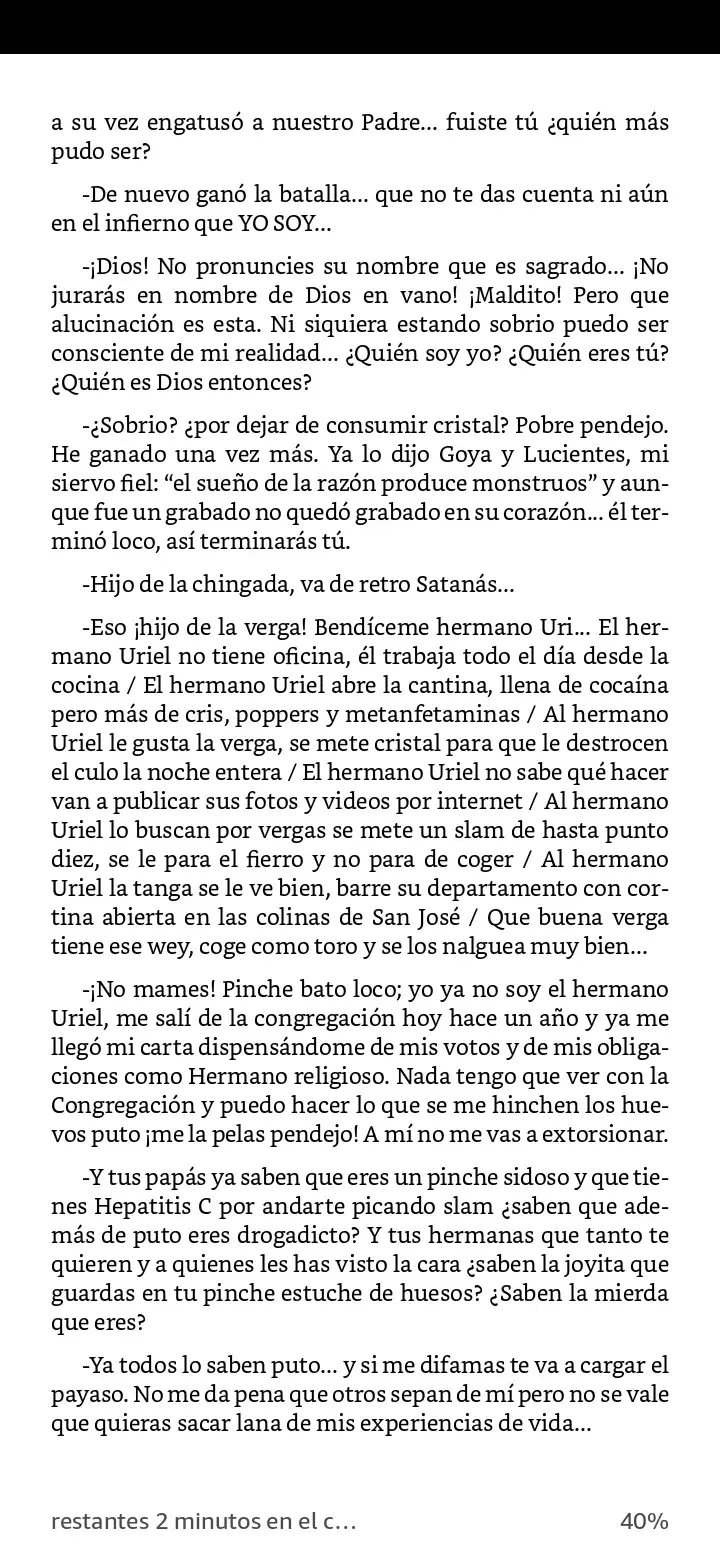 a su vez engatusó a nuestro Padre... fuiste tú ¿quién más
pudo ser?
-De nuevo ganó la batalla... que no te das cuenta ni aún
en el infierno que YO SOY...
-¡Dios! No pronuncies su nombre que es sagrado... ¡No
jurarás en nombre de Dios en vano! ¡Maldito! Pero que
alucinación es esta. Ni siquiera estando sobrio puedo ser
consciente de mi realidad... ¿Quién soy yo? ¿Quién eres tú?
¿Quién es Dios entonces?
-¿Sobrio? ¿por dejar de consumir cristal? Pobre pendejo.
He ganado una vez más. Ya lo dijo Goya y Lucientes, mi
siervo fiel: “el sueño de la razón produce monstruos” y aun-
que fue un grabado no quedó grabado en su corazón... él ter-
minó loco, así terminarás tú.
-Hijo de la chingada, va de retro Satanás...
-Eso ¡hijo de la verga! Bendíceme hermano Uri... El her-
mano Uriel no tiene oficina, él trabaja todo el día desde la
cocina / El hermano Uriel abre la cantina, llena de cocaína
pero más de cris, poppers y metanfetaminas / Al hermano
Uriel le gusta la verga, se mete cristal para que le destrocen
el culo la noche entera / El hermano Uriel no sabe qué hacer
van a publicar sus fotos y videos por internet / Al hermano
Uriel lo buscan por vergas se mete un slam de hasta punto
diez, se le para el fierro y no para de coger / Al hermano
Uriel la tanga se le ve bien, barre su departamento con cor-
tina abierta en las colinas de San José / Que buena verga
tiene ese wey, coge como toro y se los nalguea muy bien...
-¡No mames! Pinche bato loco; yo ya no soy el hermano
Uriel, me salí de la congregación hoy hace un año y ya me
llegó mi carta dispensándome de mis votos y de mis obliga-
ciones como Hermano religioso. Nada tengo que ver con la
Congregación y puedo hacer lo que se me hinchen los hue-
vos puto ¡me la pelas pendejo! A mí no me vas a extorsionar.
-Y tus papás ya saben que eres un pinche sidoso y que tie-
nes Hepatitis C por andarte picando slam ¿saben que ade-
más de puto eres drogadicto? Y tus hermanas que tanto te
quieren y a quienes les has visto la cara ¿saben la joyita que
guardas en tu pinche estuche de huesos? ¿Saben la mierda
que eres?
-Ya todos lo saben puto... y si me difamas te va a cargar el
payaso. No me da pena que otros sepan de mí pero no se vale
que quieras sacar lana de mis experiencias de vida...
restantes 2 minutos en el c... 40%